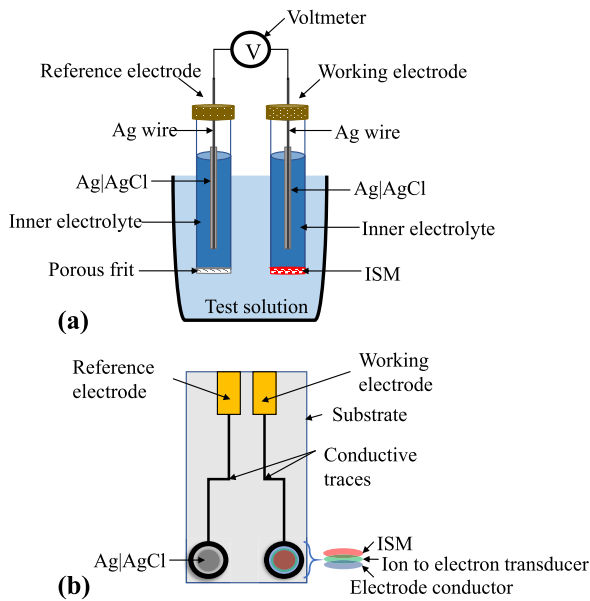 Voltmeter
V
Reference electrode
Working electrode
Ag wire
Ag wire
Ag|AgCl
Ag|AgCl
Inner electrolyte
Inner electrolyte
Porous frit
ISM
Test solution
(a)
Reference
electrode
Working
electrode
Substrate
Conductive
traces
Ag|AgCl
ISM
Ion to electron transducer
Electrode conductor
(b)